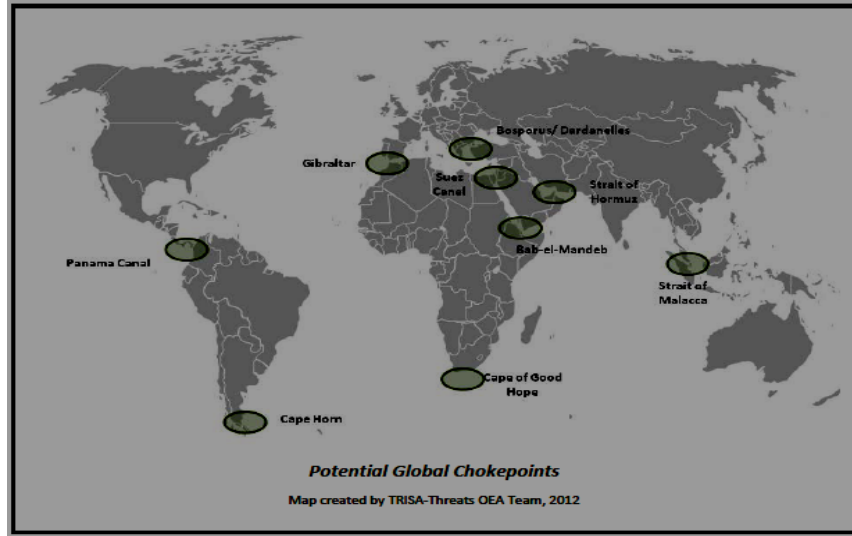 Bosporus/ Dardanelles
Gibraltar
Suez
Canal
Strait of
Hormuz
Bab-el-Mandeb
Panama Canal
Strait of
Malacca
Cape of Good
Hope
Cape Horn
Potential Global Chokepoints
Map created by TRISA-Threats OEA Team, 2012